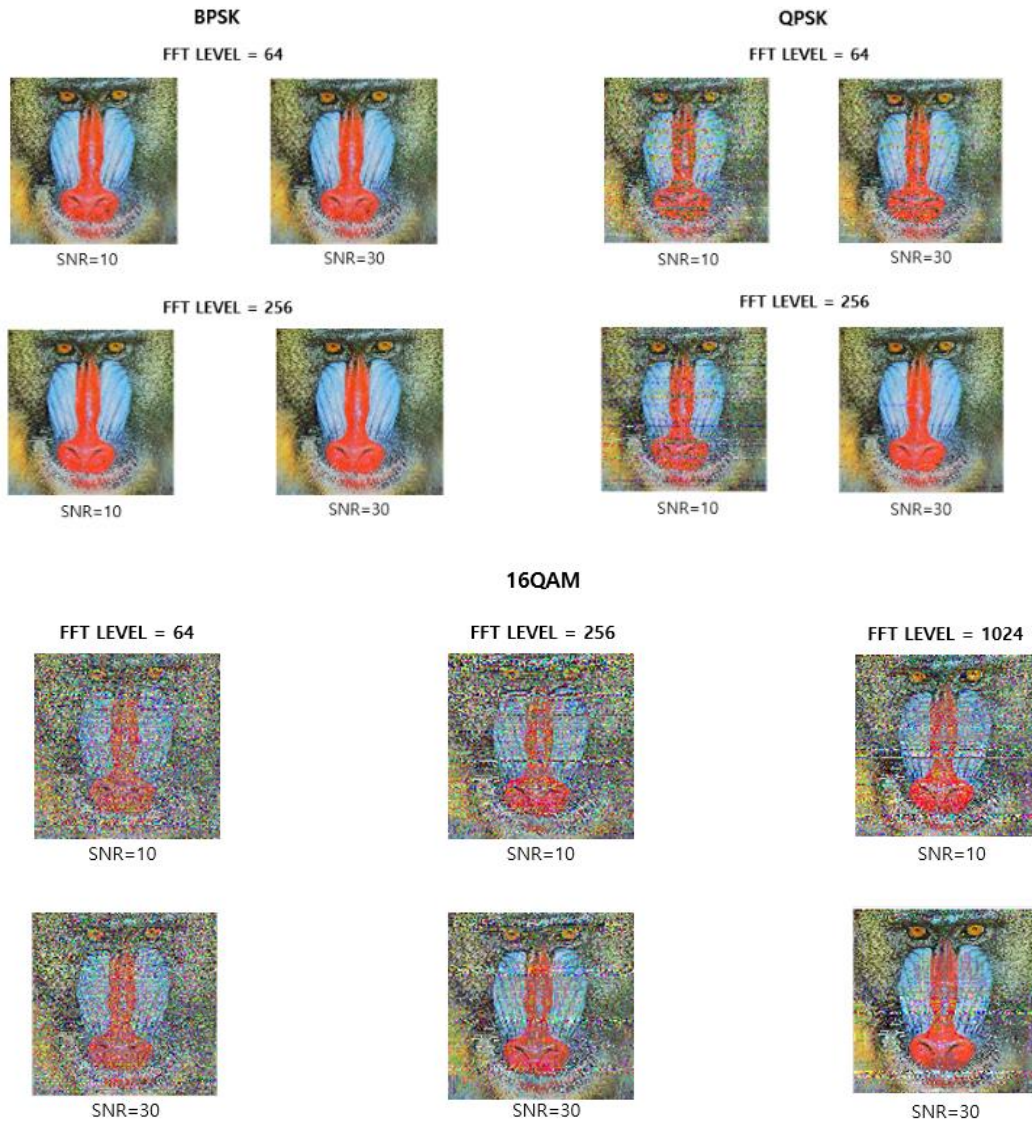 BPSK
FFT LEVEL = 64
SNR=10
SNR=30
FFT LEVEL = 256
SNR=10
SNR=30
QPSK
FFT LEVEL = 64
SNR=10
SNR=30
FFT LEVEL = 256
SNR=10
SNR=30
16QAM
FFT LEVEL = 64
FFT LEVEL = 256
FFT LEVEL = 1024
SNR=10
SNR=10
SNR=10
SNR=30
SNR=30
SNR=30